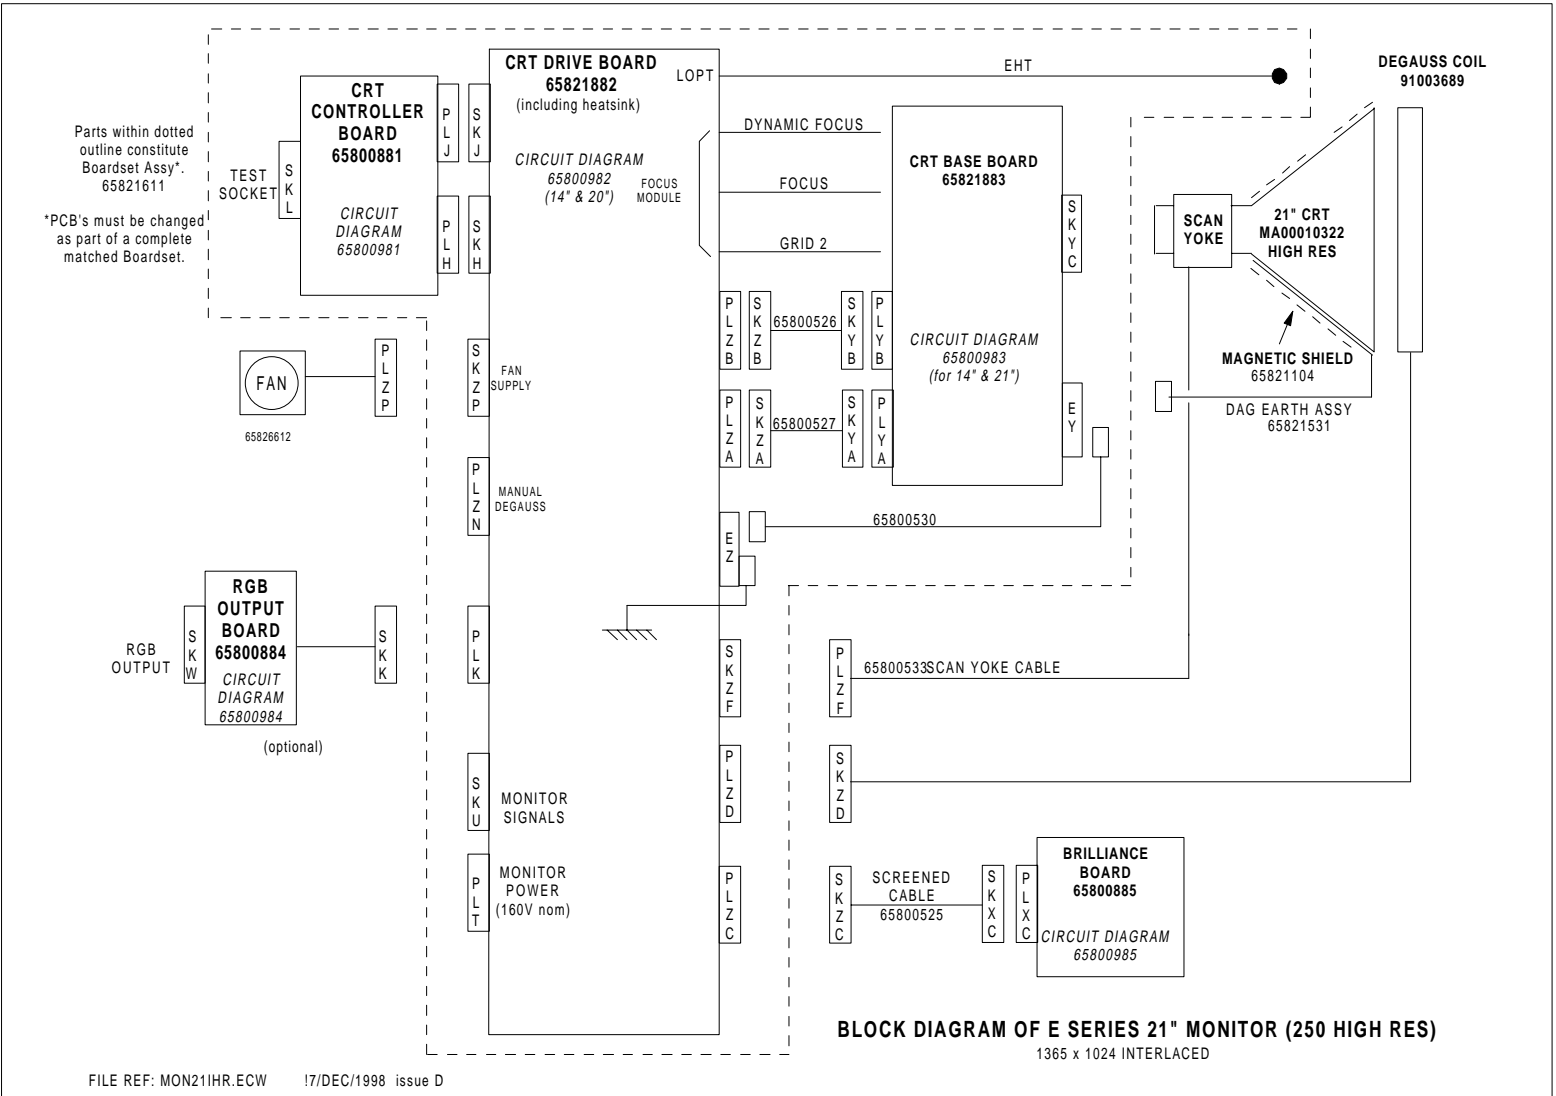 CRT DRIVE BOARD
65821882
(including heatsink)
LOPT
EHT
DEGAUSS COIL
91003689
CRT
CONTROLLER
BOARD
65800881
CIRCUIT
DIAGRAM
65800981
PLJ
SKJ
PLH
SKH
Parts within dotted
outline constitute
Boardset Assy*.
65821611
*PCB's must be changed
as part of a complete
matched Boardset.
TEST
SOCKET
SKL
CIRCUIT DIAGRAM
65800982
(14" & 20")
FOCUS
MODULE
DYNAMIC FOCUS
FOCUS
GRID 2
CRT BASE BOARD
65821883
CIRCUIT DIAGRAM
65800983
(for 14" & 21")
SKYC
EY
SCAN
YOKE
21" CRT
MA00010322
HIGH RES
MAGNETIC SHIELD
65821104
DAG EARTH ASSY
65821531
PLZB
SKZB
65800526
SKYB
PLYB
PLZA
SKZA
65800527
SKYA
PLYA
FAN
65826612
PLZP
SKZP
FAN
SUPPLY
PLZN
MANUAL
DEGAUSS
EZ
65800530
RGB
OUTPUT
BOARD
65800884
CIRCUIT
DIAGRAM
65800984
(optional)
RGB
OUTPUT
SKW
SKK
PLK
SKZF
PLZF
65800533SCAN YOKE CABLE
SKU
MONITOR
SIGNALS
PLZD
SKZD
PLT
MONITOR
POWER
(160V nom)
PLZC
SKZC
SCREENED
CABLE
65800525
SKXC
PLXC
BRILLIANCE
BOARD
65800885
CIRCUIT DIAGRAM
65800985
BLOCK DIAGRAM OF E SERIES 21" MONITOR (250 HIGH RES)
1365 x 1024 INTERLACED
FILE REF: MON21IHR.ECW !7/DEC/1998 issue D